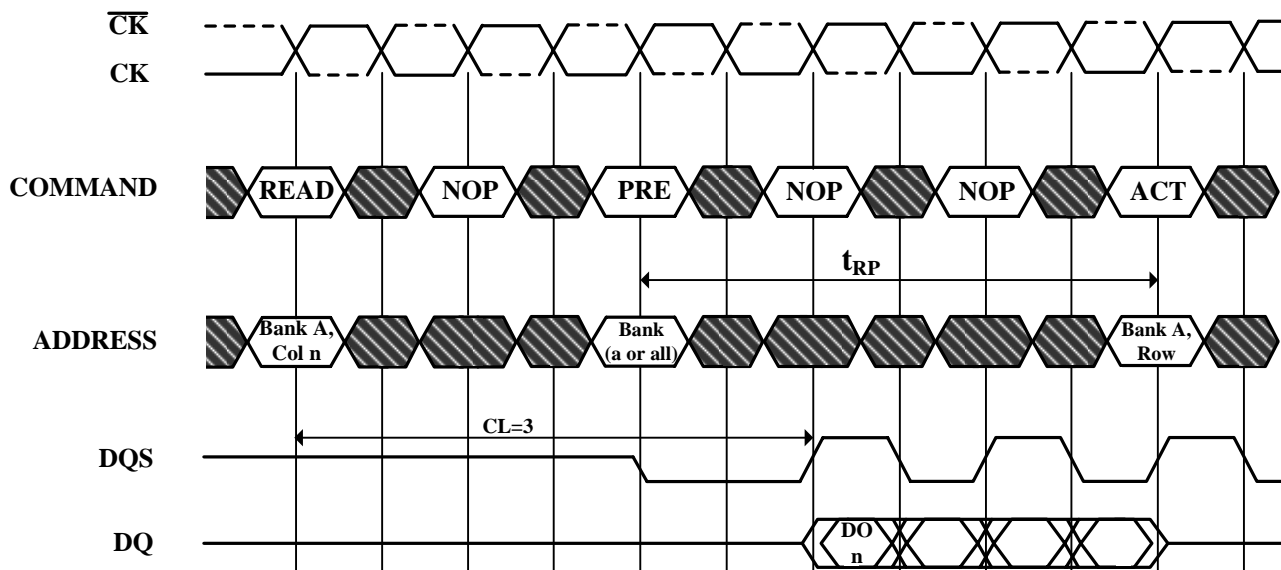 CK
CK
COMMAND
READ
NOP
PRE
NOP
NOP
ACT
tRP
ADDRESS
Bank A,
Col n
Bank
(a or all)
Bank A,
Row
CL=3
DQS
DQ
DO
n